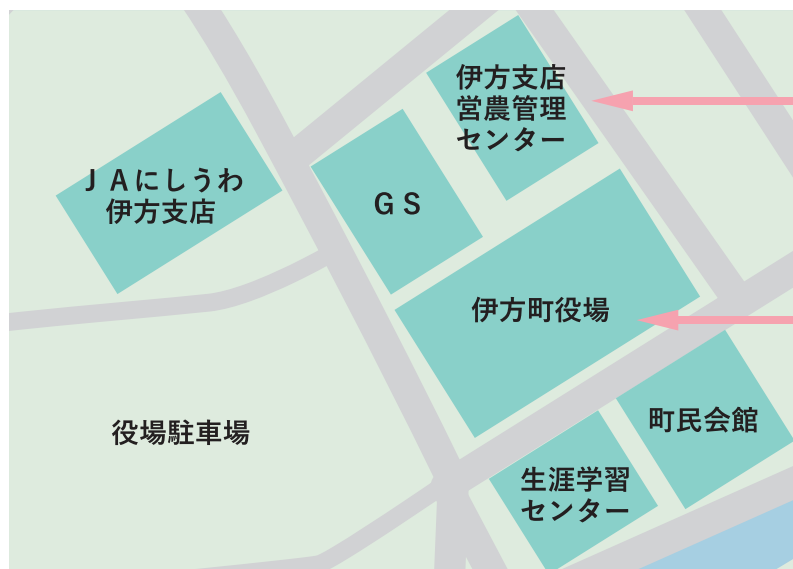 伊方支店
営農管理
センター
ＪＡにしうわ
伊方支店
ＧＳ
伊方町役場
役場駐車場
町民会館
生涯学習
センター